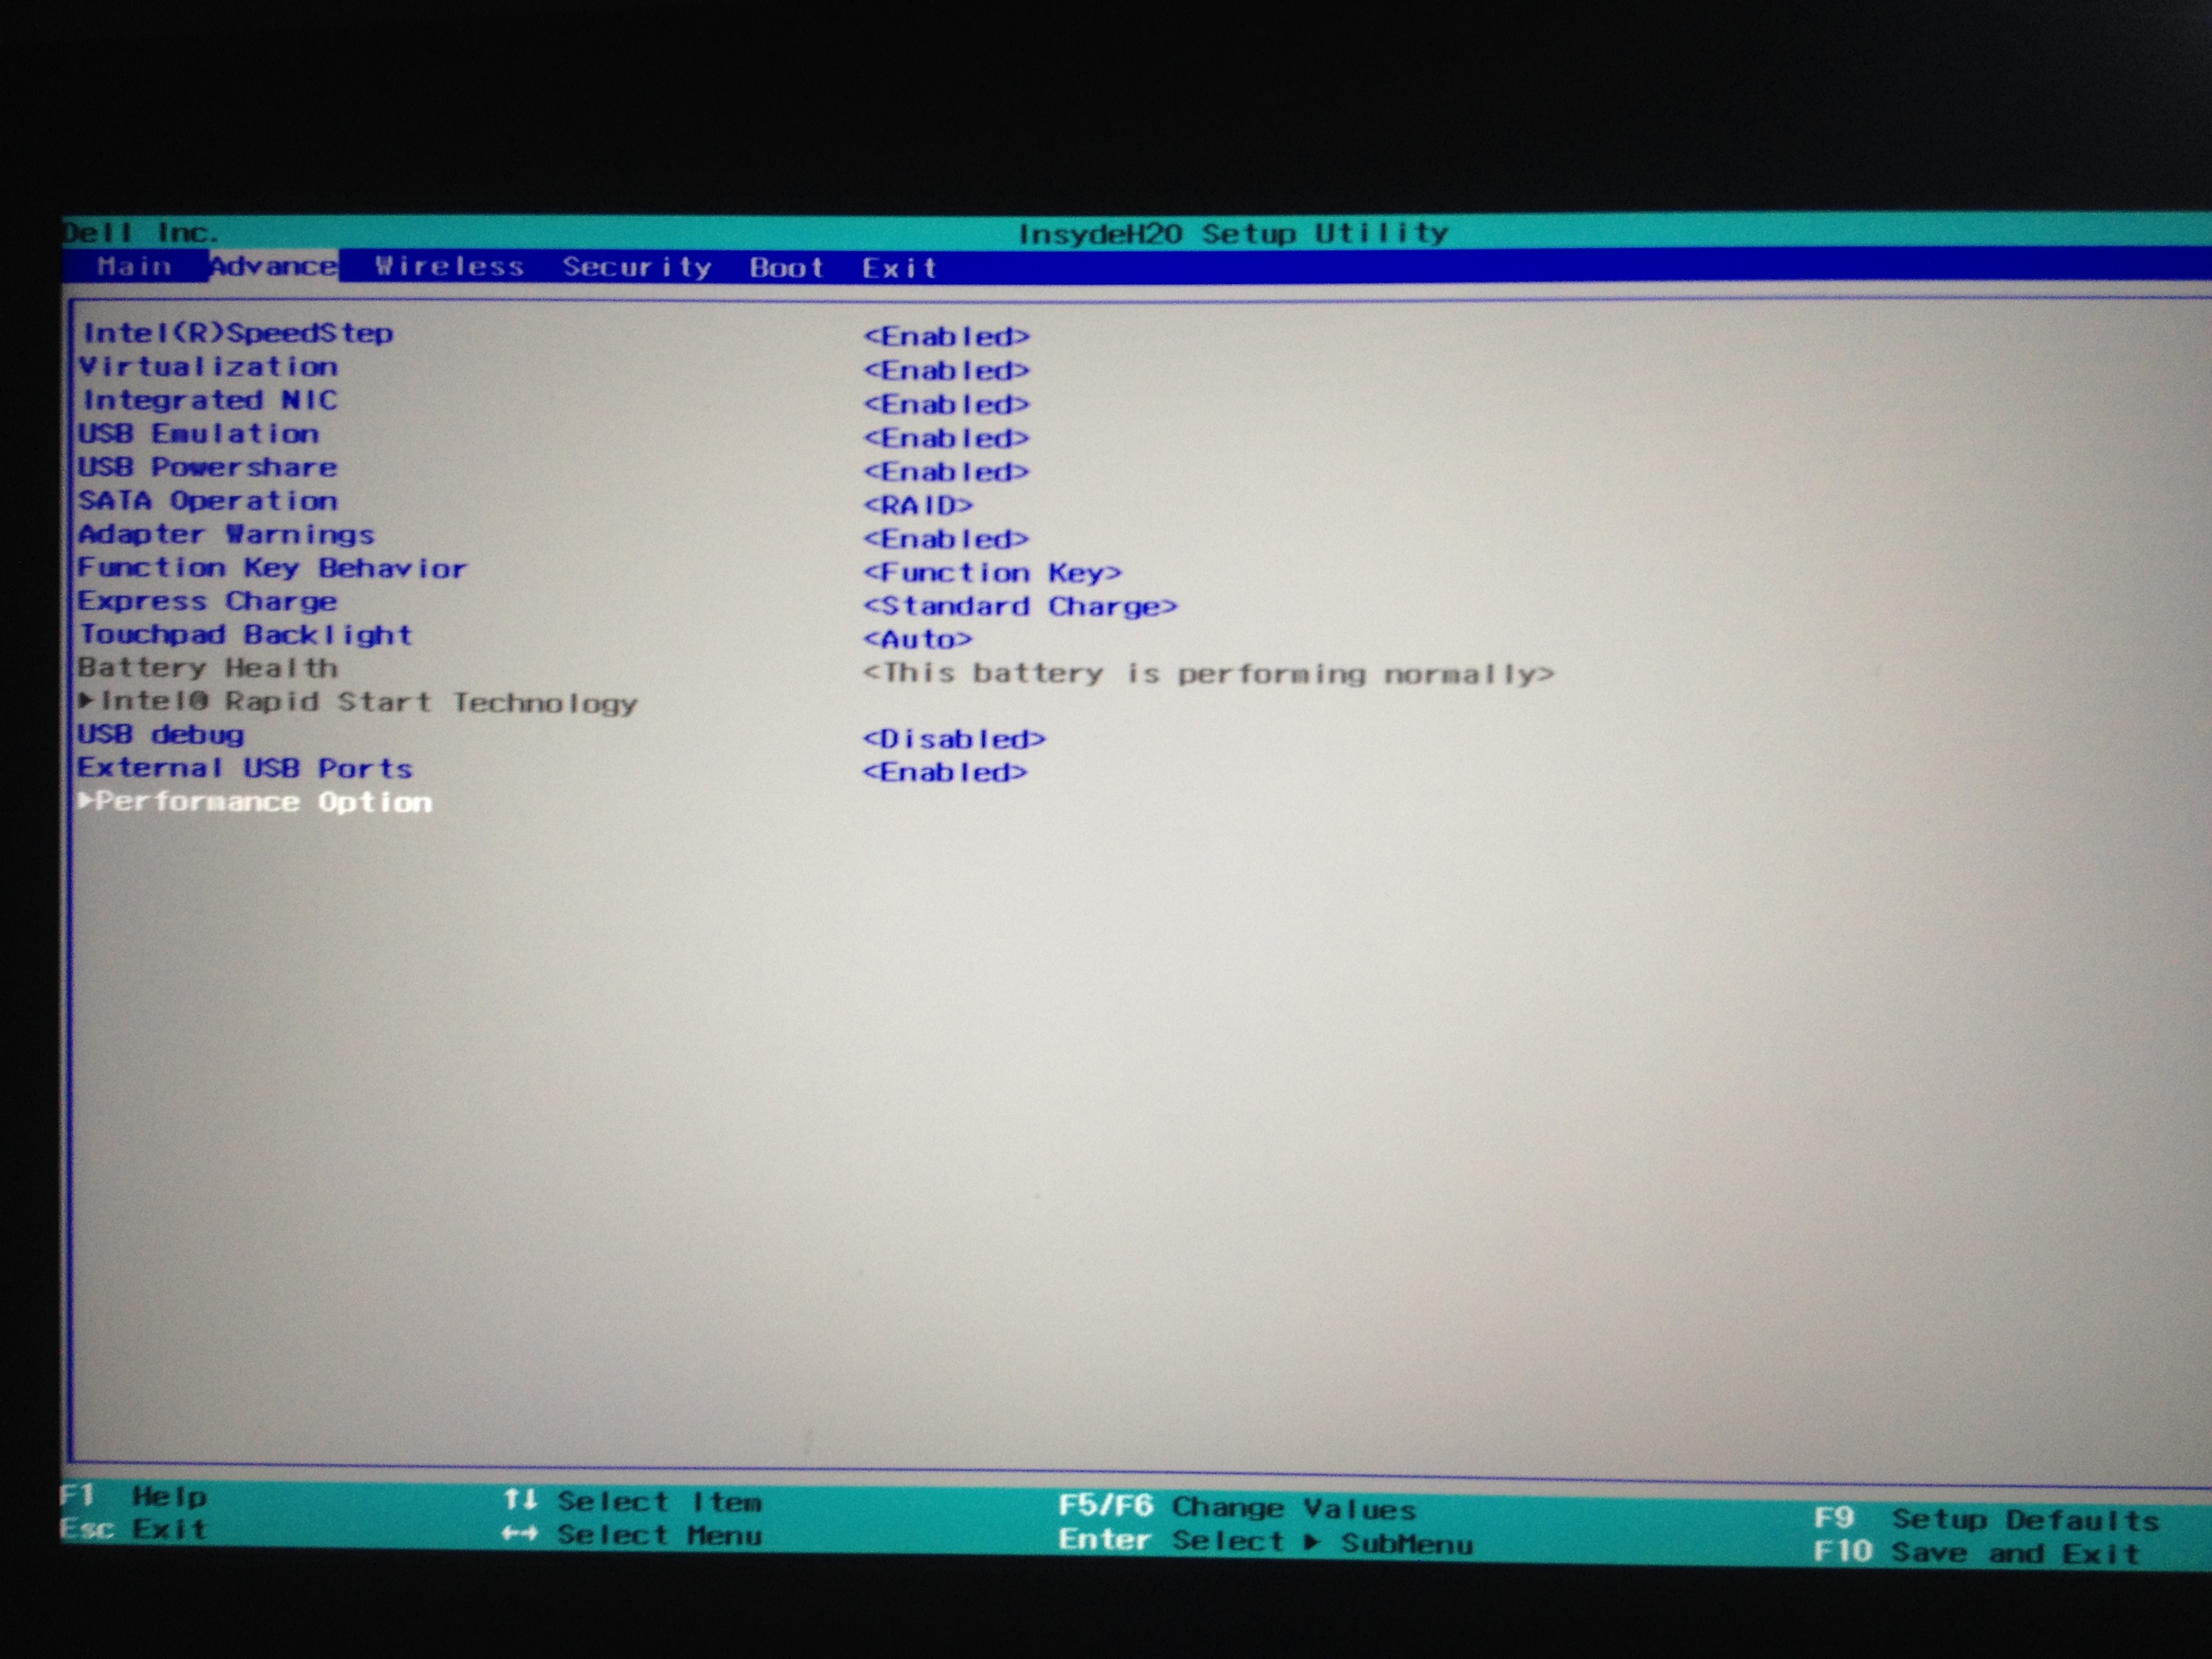 Dell Inc. InsydeH20 Setup Utility
Main Advance Wireless Security Boot Exit
Intel(R)SpeedStep <Enabled>
Virtualization <Enabled>
Integrated NIC <Enabled>
USB Emulation <Enabled>
USB Powershare <Enabled>
SATA Operation <RAID>
Adapter Warnings <Enabled>
Function Key Behavior <Function Key>
Express Charge <Standard Charge>
Touchpad Backlight <Auto>
Battery Health <This battery is performing normally>
▶Intel® Rapid Start Technology
USB debug <Disabled>
External USB Ports <Enabled>
▶Performance Option
F1 Help ↑↓ Select Item F5/F6 Change Values F9 Setup Defaults
Esc Exit ←→ Select Menu Enter Select ▶ SubMenu F10 Save and Exit